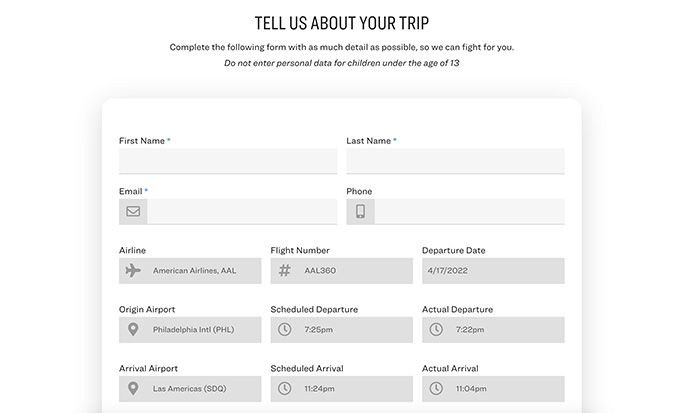 TELL US ABOUT YOUR TRIP
Complete the following form with as much detail as possible, so we can fight for you.
Do not enter personal data for children under the age of 13
First Name * Last Name *
Email * Phone
Airline Flight Number Departure Date
American Airlines, AAL # AAL360 4/17/2022
Origin Airport Scheduled Departure Actual Departure
Philadelphia Intl (PHL) 7:25pm 7:22pm
Arrival Airport Scheduled Arrival Actual Arrival
Las Americas (SDQ) 11:24pm 11:04pm